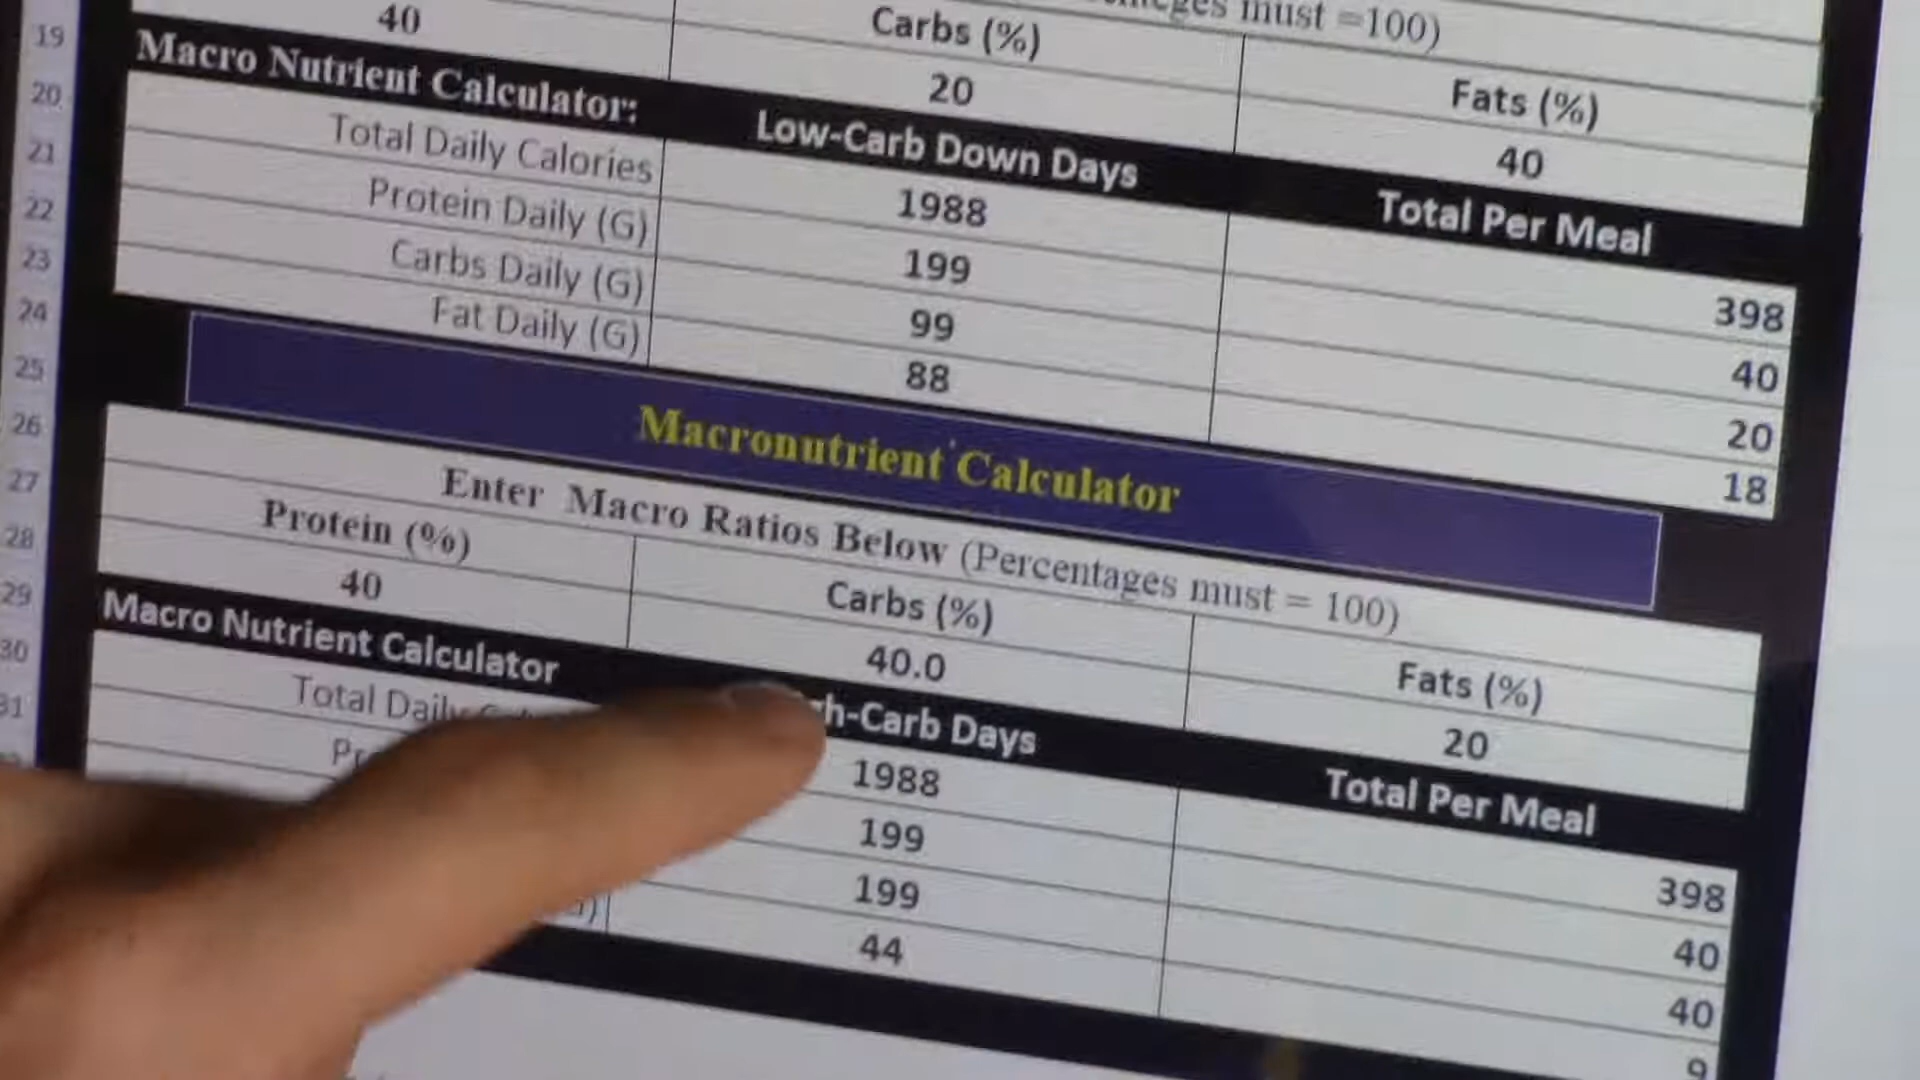 19
20
21
22
23
24
25
26
27
28
29
30
31
must =100)
40 Carbs (%) Fats (%)
20 40
Macro Nutrient Calculator: Low-Carb Down Days Total Per Meal
Total Daily Calories 1988 398
Protein Daily (G) 199 40
Carbs Daily (G) 99 20
Fat Daily (G) 88 18
Macronutrient Calculator
Enter Macro Ratios Below (Percentages must = 100)
Protein (%) Carbs (%) Fats (%)
40 40.0 20
Macro Nutrient Calculator -Carb Days Total Per Meal
Total Daily 1988 398
199 40
199 40
44 9